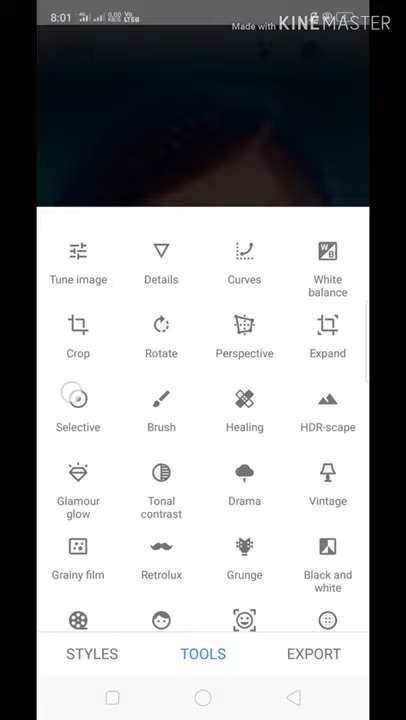 8:01
Made with KINEMASTER
Tune image
Details
Curves
White balance
Crop
Rotate
Perspective
Expand
Selective
Brush
Healing
HDR-scape
Glamour glow
Tonal contrast
Drama
Vintage
Grainy film
Retrolux
Grunge
Black and white
STYLES
TOOLS
EXPORT